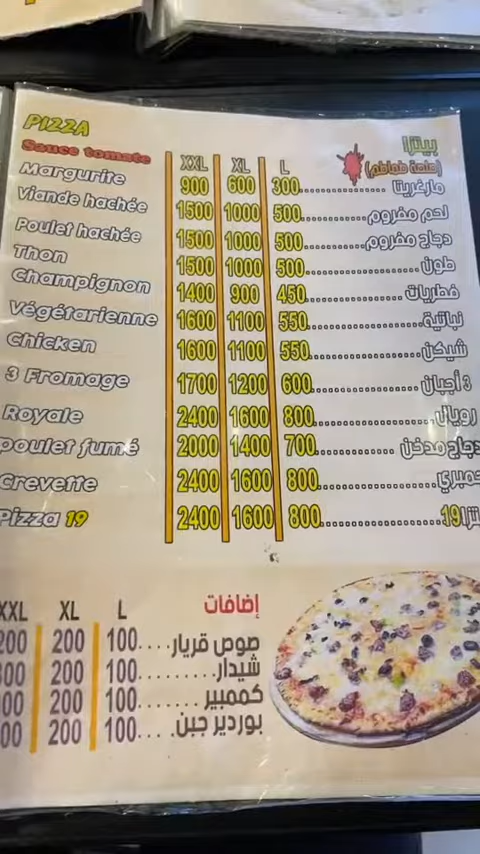 PIZZA بيتزا
Sauce tomate XXL XL L (صلصة طماطم)
Margurite 900 600 300 مارغريتا
Viande hachée 1500 1000 500 لحم مفروم
Poulet hachée 1500 1000 500 دجاج مفروم
Thon 1500 1000 500 طون
Champignon 1400 900 450 فطريات
Végétarienne 1600 1100 550 نباتية
Chicken 1600 1100 550 شيكن
3 Fromage 1700 1200 600 3 أجبان
Royale 2400 1600 800 رويال
poulet fumé 2000 1400 700 دجاج مدخن
Crevette 2400 1600 800
Pizza 19 2400 1600 800 19
إضافات
XXL XL L
200 200 100 صوص قريار
200 100 شيدار
200 100 كممبير
200 100 بوردير جبن